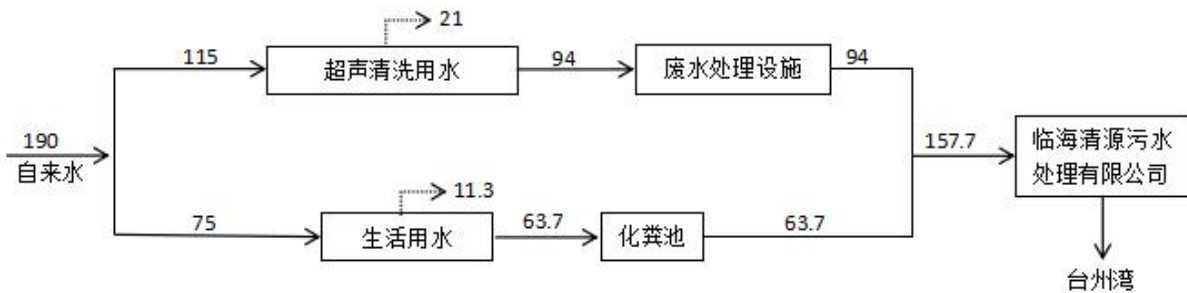 21
115
超声清洗用水
94
废水处理设施
94
190
自来水
157.7
临海清源污水
处理有限公司
11.3
75
生活用水
63.7
化粪池
63.7
台州湾